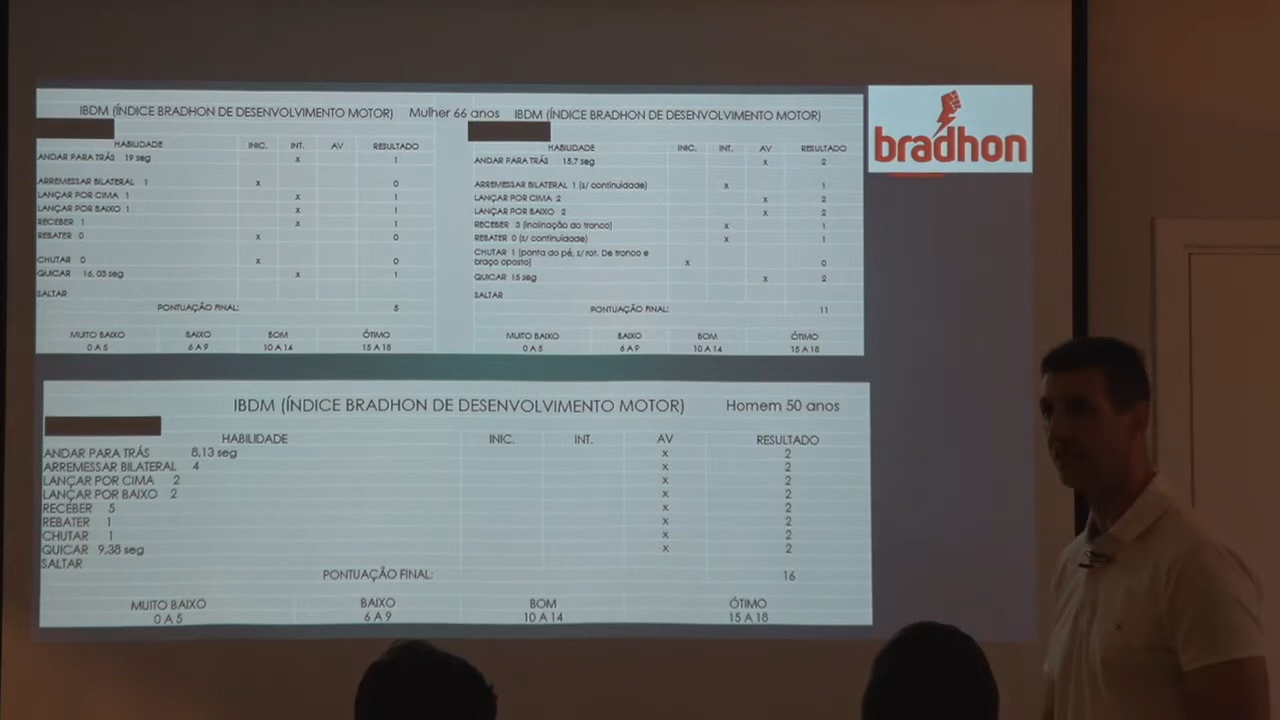 IBDM (ÍNDICE BRADHON DE DESENVOLVIMENTO MOTOR) Mulher 66 anos
HABILIDADE INIC. INT. AV RESULTADO
ANDAR PARA TRÁS 19 seg x 1
ARREMESSAR BILATERAL 1 x 0
LANÇAR POR CIMA 1 x 1
LANÇAR POR BAIXO 1 x 1
RECEBER 1 x 1
REBATER 0 x 0
CHUTAR 0 x 0
QUICAR 16,03 seg x 1
SALTAR
PONTUAÇÃO FINAL: 5
MUITO BAIXO BAIXO BOM ÓTIMO
0 A 5 6 A 9 10 A 14 15 A 18
IBDM (ÍNDICE BRADHON DE DESENVOLVIMENTO MOTOR)
HABILIDADE INIC. INT. AV RESULTADO
ANDAR PARA TRÁS 15,7 seg x 2
ARREMESSAR BILATERAL 1 (s/ continuidade) x 1
LANÇAR POR CIMA 2 x 2
LANÇAR POR BAIXO 2 x 2
RECEBER 3 (inclinação do tronco) x 1
REBATER 0 (s/ continuidade) x 1
CHUTAR 1 (ponta do pé, s/ rot. De tronco e
braço oposto) x 0
QUICAR 15 seg x 2
SALTAR
PONTUAÇÃO FINAL: 11
MUITO BAIXO BAIXO BOM ÓTIMO
0 A 5 6 A 9 10 A 14 15 A 18
bradhon
IBDM (ÍNDICE BRADHON DE DESENVOLVIMENTO MOTOR) Homem 50 anos
HABILIDADE INIC. INT. AV RESULTADO
ANDAR PARA TRÁS 8,13 seg x 2
ARREMESSAR BILATERAL 4 x 2
LANÇAR POR CIMA 2 x 2
LANÇAR POR BAIXO 2 x 2
RECEBER 5 x 2
REBATER 1 x 2
CHUTAR 1 x 2
QUICAR 9,38 seg x 2
SALTAR
PONTUAÇÃO FINAL: 16
MUITO BAIXO BAIXO BOM ÓTIMO
0 A 5 6 A 9 10 A 14 15 A 18